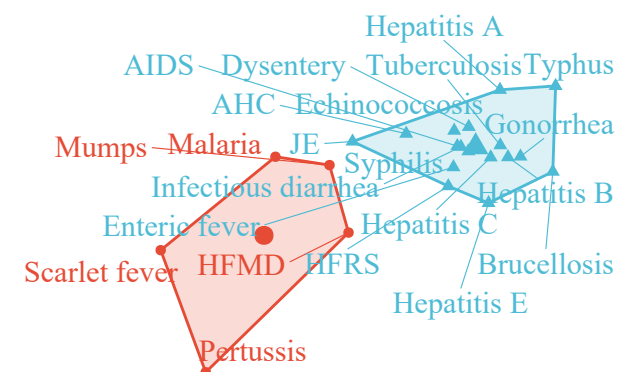 Hepatitis A
AIDS Dysentery Tuberculosis Typhus
AHC Echinococcosis
Gonorrhea
Mumps Malaria JE
Syphilis
Infectious diarrhea Hepatitis B
Enteric fever Hepatitis C
Scarlet fever HFMD HFRS Brucellosis
Hepatitis E
Pertussis